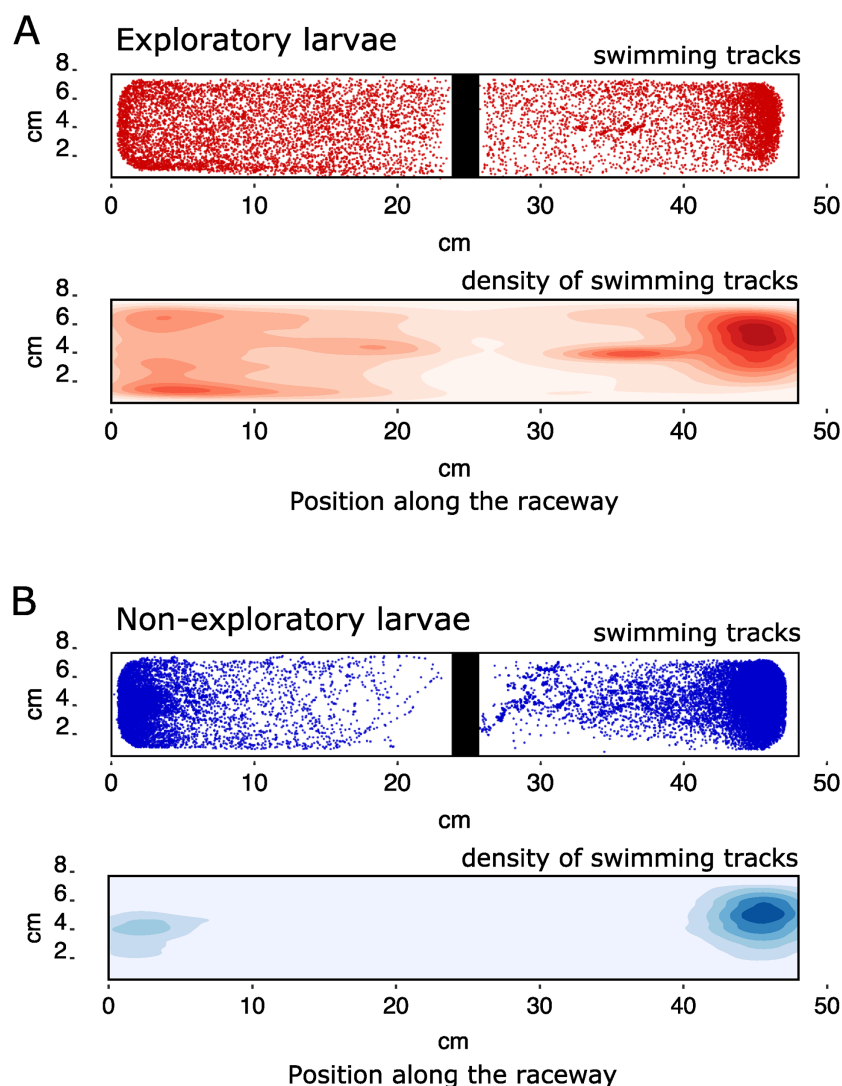 A
Exploratory larvae
swimming tracks
8
6
4
2
cm
0 10 20 30 40 50
cm
density of swimming tracks
8
6
4
2
cm
0 10 20 30 40 50
cm
Position along the raceway
B
Non-exploratory larvae
swimming tracks
8
6
4
2
cm
0 10 20 30 40 50
cm
density of swimming tracks
8
6
4
2
cm
0 10 20 30 40 50
cm
Position along the raceway